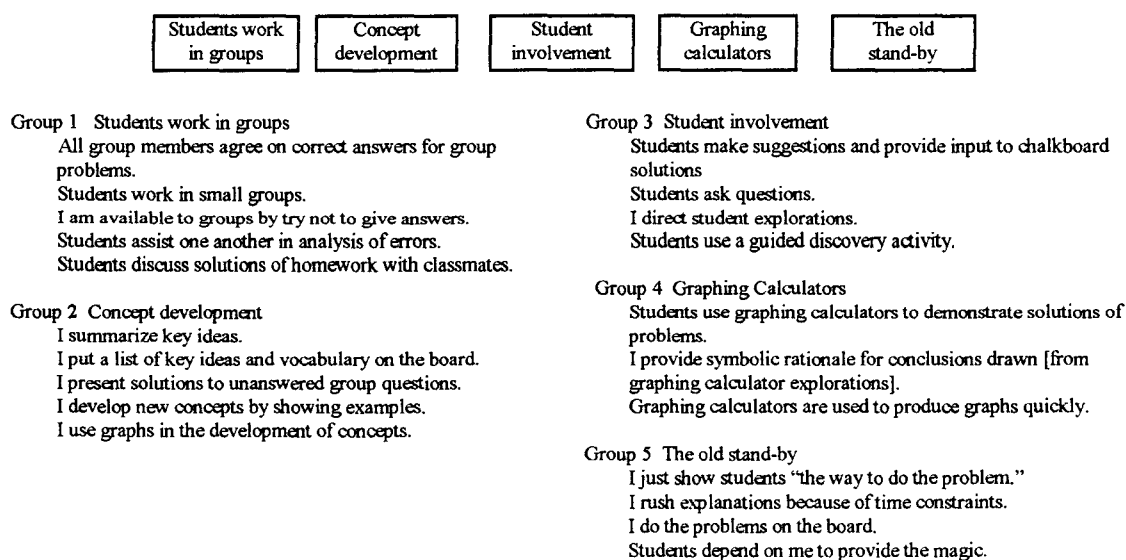 Students work
in groups
Concept
development
Student
involvement
Graphing
calculators
The old
stand-by
Group 1 Students work in groups
All group members agree on correct answers for group
problems.
Students work in small groups.
I am available to groups by try not to give answers.
Students assist one another in analysis of errors.
Students discuss solutions of homework with classmates.
Group 2 Concept development
I summarize key ideas.
I put a list of key ideas and vocabulary on the board.
I present solutions to unanswered group questions.
I develop new concepts by showing examples.
I use graphs in the development of concepts.
Group 3 Student involvement
Students make suggestions and provide input to chalkboard
solutions
Students ask questions.
I direct student explorations.
Students use a guided discovery activity.
Group 4 Graphing Calculators
Students use graphing calculators to demonstrate solutions of
problems.
I provide symbolic rationale for conclusions drawn [from
graphing calculator explorations].
Graphing calculators are used to produce graphs quickly.
Group 5 The old stand-by
I just show students “the way to do the problem.”
I rush explanations because of time constraints.
I do the problems on the board.
Students depend on me to provide the magic.